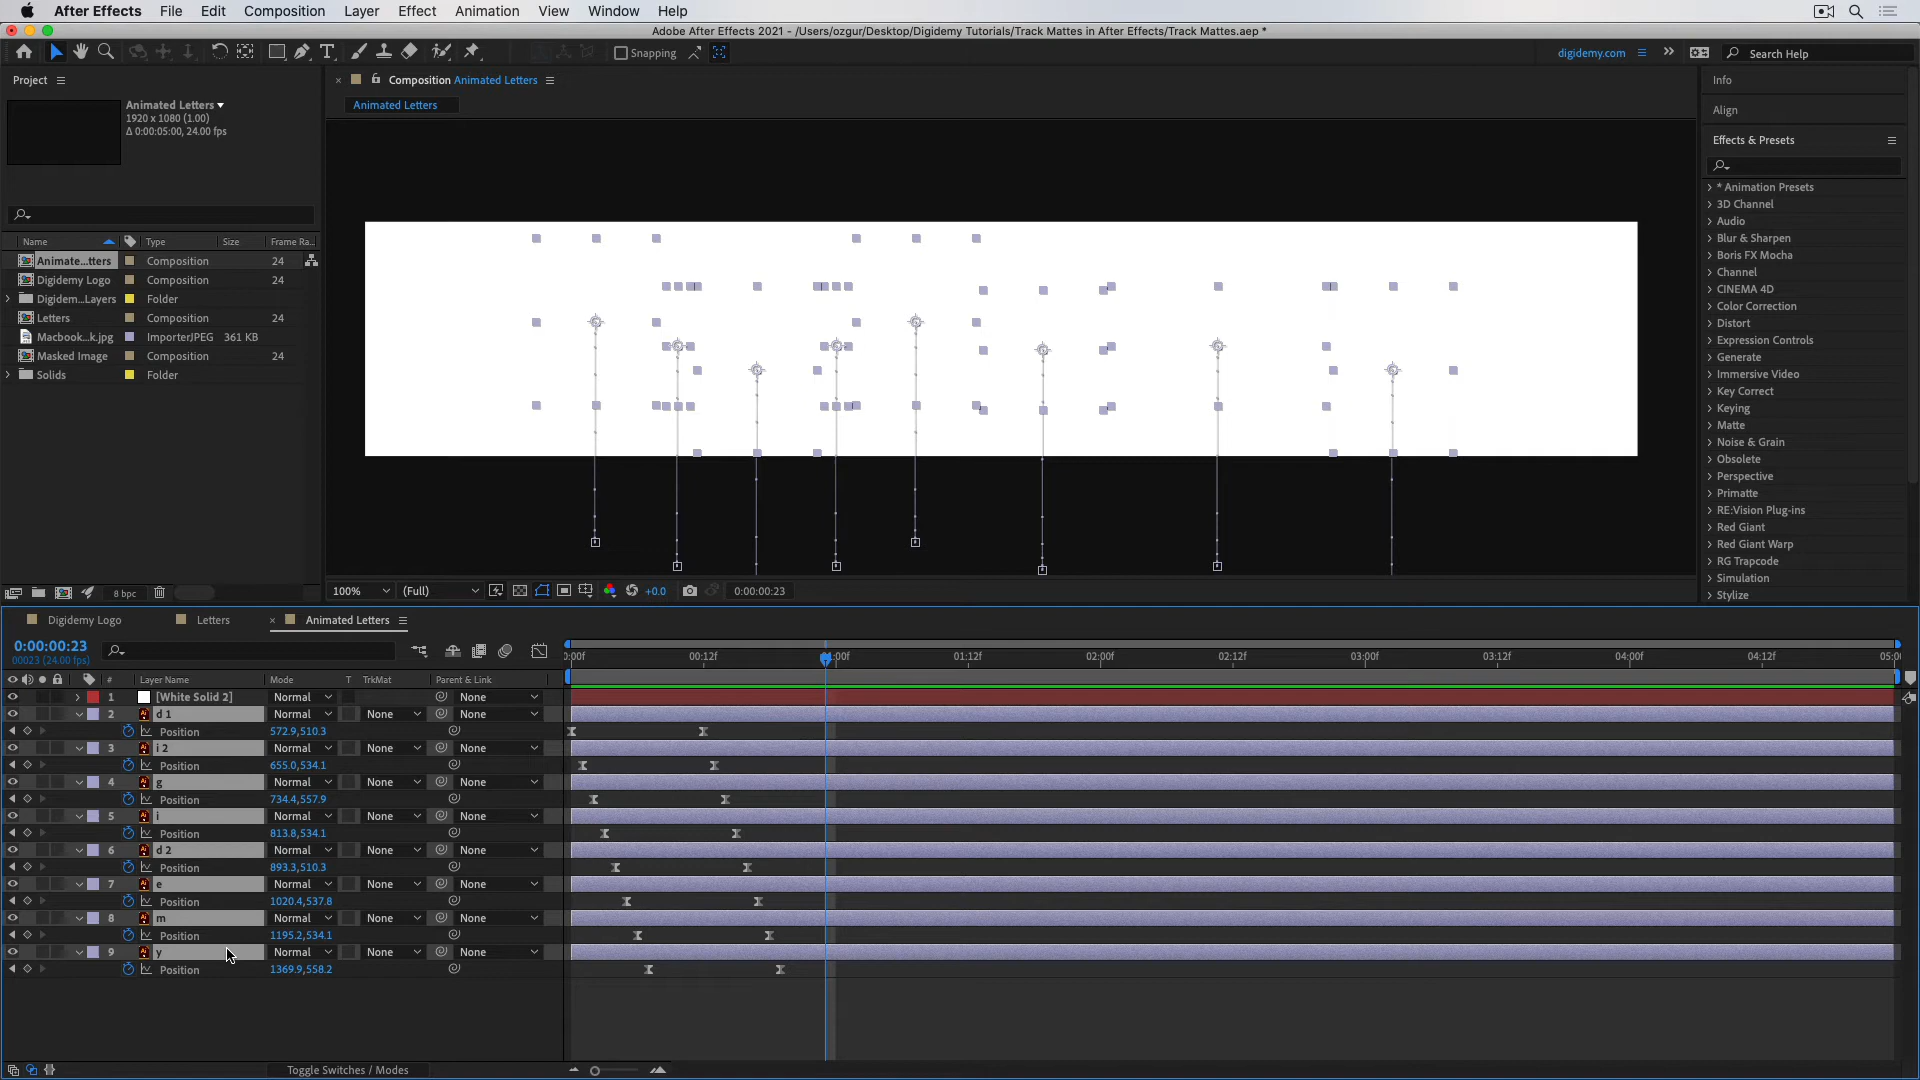 After Effects File Edit Composition Layer Effect Animation View Window Help
Adobe After Effects 2021 - /Users/ozgur/Desktop/Digidemy Tutorials/Track Mattes in After Effects/Track Mattes.aep *
Snapping digidemy.com Search Help
Project
Animated Letters
1920 x 1080 (1.00)
Δ 0:00:05:00, 24.00 fps
Name Type Size Frame Ra...
Animate...tters Composition 24
Digidemy Logo Composition 24
Digidem...Layers Folder
Letters Composition 24
Macbook...k.jpg ImporterJPEG 361 KB
Masked Image Composition 24
Solids Folder
8 bpc
Composition Animated Letters
Animated Letters
100% (Full) +0.0 0:00:00:23
Info
Align
Effects & Presets
* Animation Presets
3D Channel
Audio
Blur & Sharpen
Boris FX Mocha
Channel
CINEMA 4D
Color Correction
Distort
Expression Controls
Generate
Immersive Video
Key Correct
Keying
Matte
Noise & Grain
Obsolete
Perspective
Primatte
RE:Vision Plug-ins
Red Giant
Red Giant Warp
RG Trapcode
Simulation
Stylize
Digidemy Logo Letters Animated Letters
0:00:00:23
00023 (24.00 fps)
00:12f 01:12f 02:00f 02:12f 03:00f 03:12f 04:00f 04:12f
# Layer Name Mode T TrkMat Parent & Link
1 [White Solid 2] Normal None
2 d 1 Normal None None
Position 572.9,510.3
3 i 2 Normal None None
Position 655.0,534.1
4 g Normal None None
Position 734.4,557.9
5 i Normal None None
Position 813.8,534.1
6 d 2 Normal None None
Position 893.3,510.3
7 e Normal None None
Position 1020.4,537.8
8 m Normal None None
Position 1195.2,534.1
9 y Normal None None
Position 1369.9,558.2
Toggle Switches / Modes